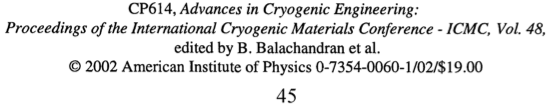 CP614, Advances in Cryogenic Engineering:
Proceedings of the International Cryogenic Materials Conference - ICMC, Vol. 48,
edited by B. Balachandran et al.
© 2002 American Institute of Physics 0-7354-0060-1/02/$19.00
45